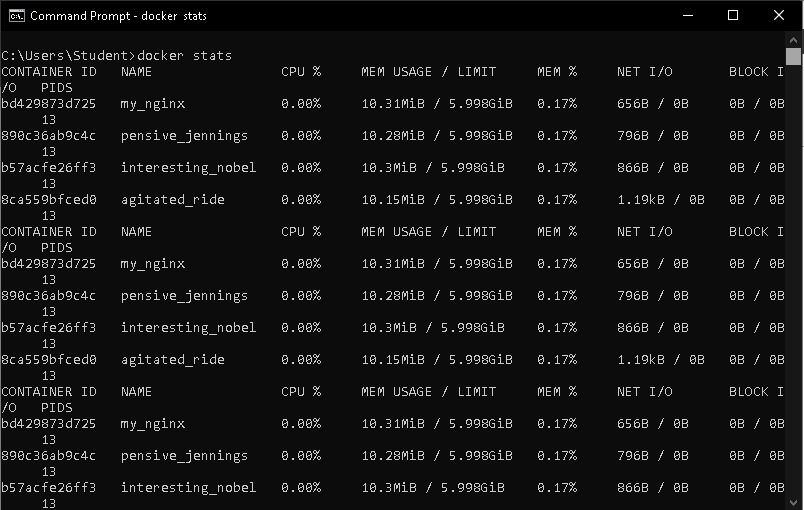 Command Prompt - docker stats
C:\Users\Student>docker stats
CONTAINER ID   NAME                CPU %     MEM USAGE / LIMIT     MEM %     NET I/O       BLOCK I
/O   PIDS
bd429873d725   my_nginx            0.00%     10.31MiB / 5.998GiB   0.17%     656B / 0B     0B / 0B
     13
890c36ab9c4c   pensive_jennings    0.00%     10.28MiB / 5.998GiB   0.17%     796B / 0B     0B / 0B
     13
b57acfe26ff3   interesting_nobel   0.00%     10.3MiB / 5.998GiB    0.17%     866B / 0B     0B / 0B
     13
8ca559bfced0   agitated_ride       0.00%     10.15MiB / 5.998GiB   0.17%     1.19kB / 0B   0B / 0B
     13
CONTAINER ID   NAME                CPU %     MEM USAGE / LIMIT     MEM %     NET I/O       BLOCK I
/O   PIDS
bd429873d725   my_nginx            0.00%     10.31MiB / 5.998GiB   0.17%     656B / 0B     0B / 0B
     13
890c36ab9c4c   pensive_jennings    0.00%     10.28MiB / 5.998GiB   0.17%     796B / 0B     0B / 0B
     13
b57acfe26ff3   interesting_nobel   0.00%     10.3MiB / 5.998GiB    0.17%     866B / 0B     0B / 0B
     13
8ca559bfced0   agitated_ride       0.00%     10.15MiB / 5.998GiB   0.17%     1.19kB / 0B   0B / 0B
     13
CONTAINER ID   NAME                CPU %     MEM USAGE / LIMIT     MEM %     NET I/O       BLOCK I
/O   PIDS
bd429873d725   my_nginx            0.00%     10.31MiB / 5.998GiB   0.17%     656B / 0B     0B / 0B
     13
890c36ab9c4c   pensive_jennings    0.00%     10.28MiB / 5.998GiB   0.17%     796B / 0B     0B / 0B
     13
b57acfe26ff3   interesting_nobel   0.00%     10.3MiB / 5.998GiB    0.17%     866B / 0B     0B / 0B
     13